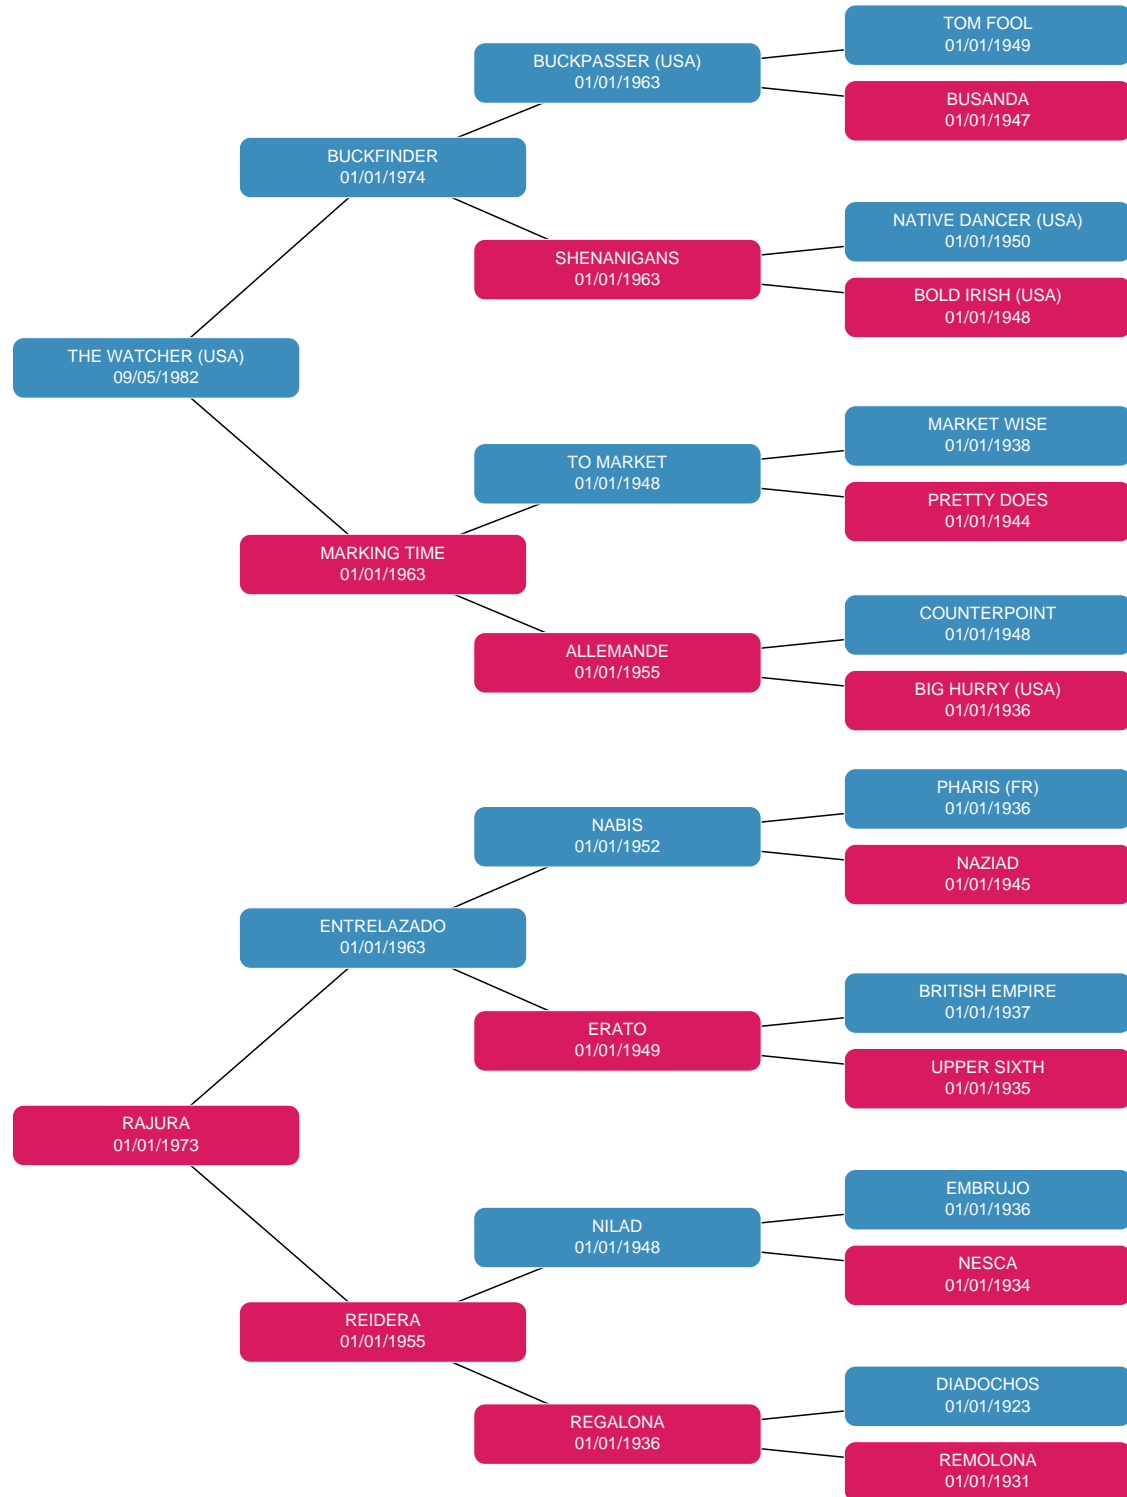 TOM FOOL
01/01/1949
BUCKPASSER (USA)
01/01/1963
BUSANDA
01/01/1947
BUCKFINDER
01/01/1974
NATIVE DANCER (USA)
01/01/1950
SHENANIGANS
01/01/1963
BOLD IRISH (USA)
01/01/1948
THE WATCHER (USA)
09/05/1982
MARKET WISE
01/01/1938
TO MARKET
01/01/1948
PRETTY DOES
01/01/1944
MARKING TIME
01/01/1963
COUNTERPOINT
01/01/1948
ALLEMANDE
01/01/1955
BIG HURRY (USA)
01/01/1936
PHARIS (FR)
01/01/1936
NABIS
01/01/1952
NAZIAD
01/01/1945
ENTRELAZADO
01/01/1963
BRITISH EMPIRE
01/01/1937
ERATO
01/01/1949
UPPER SIXTH
01/01/1935
RAJURA
01/01/1973
EMBRUJO
01/01/1936
NILAD
01/01/1948
NESCA
01/01/1934
REIDERA
01/01/1955
DIADOCHOS
01/01/1923
REGALONA
01/01/1936
REMOLONA
01/01/1931